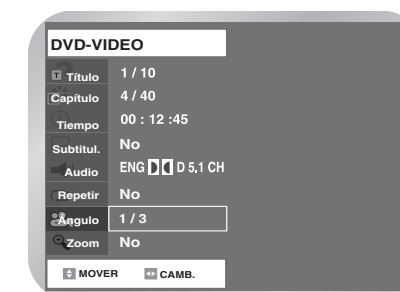 DVD-VIDEO
T Título 1 / 10
Capítulo 4 / 40
Tiempo 00 : 12 :45
Subtitul. No
Audio ENG D 5.1 CH
Repetir No
Ángulo 1 / 3
Zoom No
MOVER CAMB.